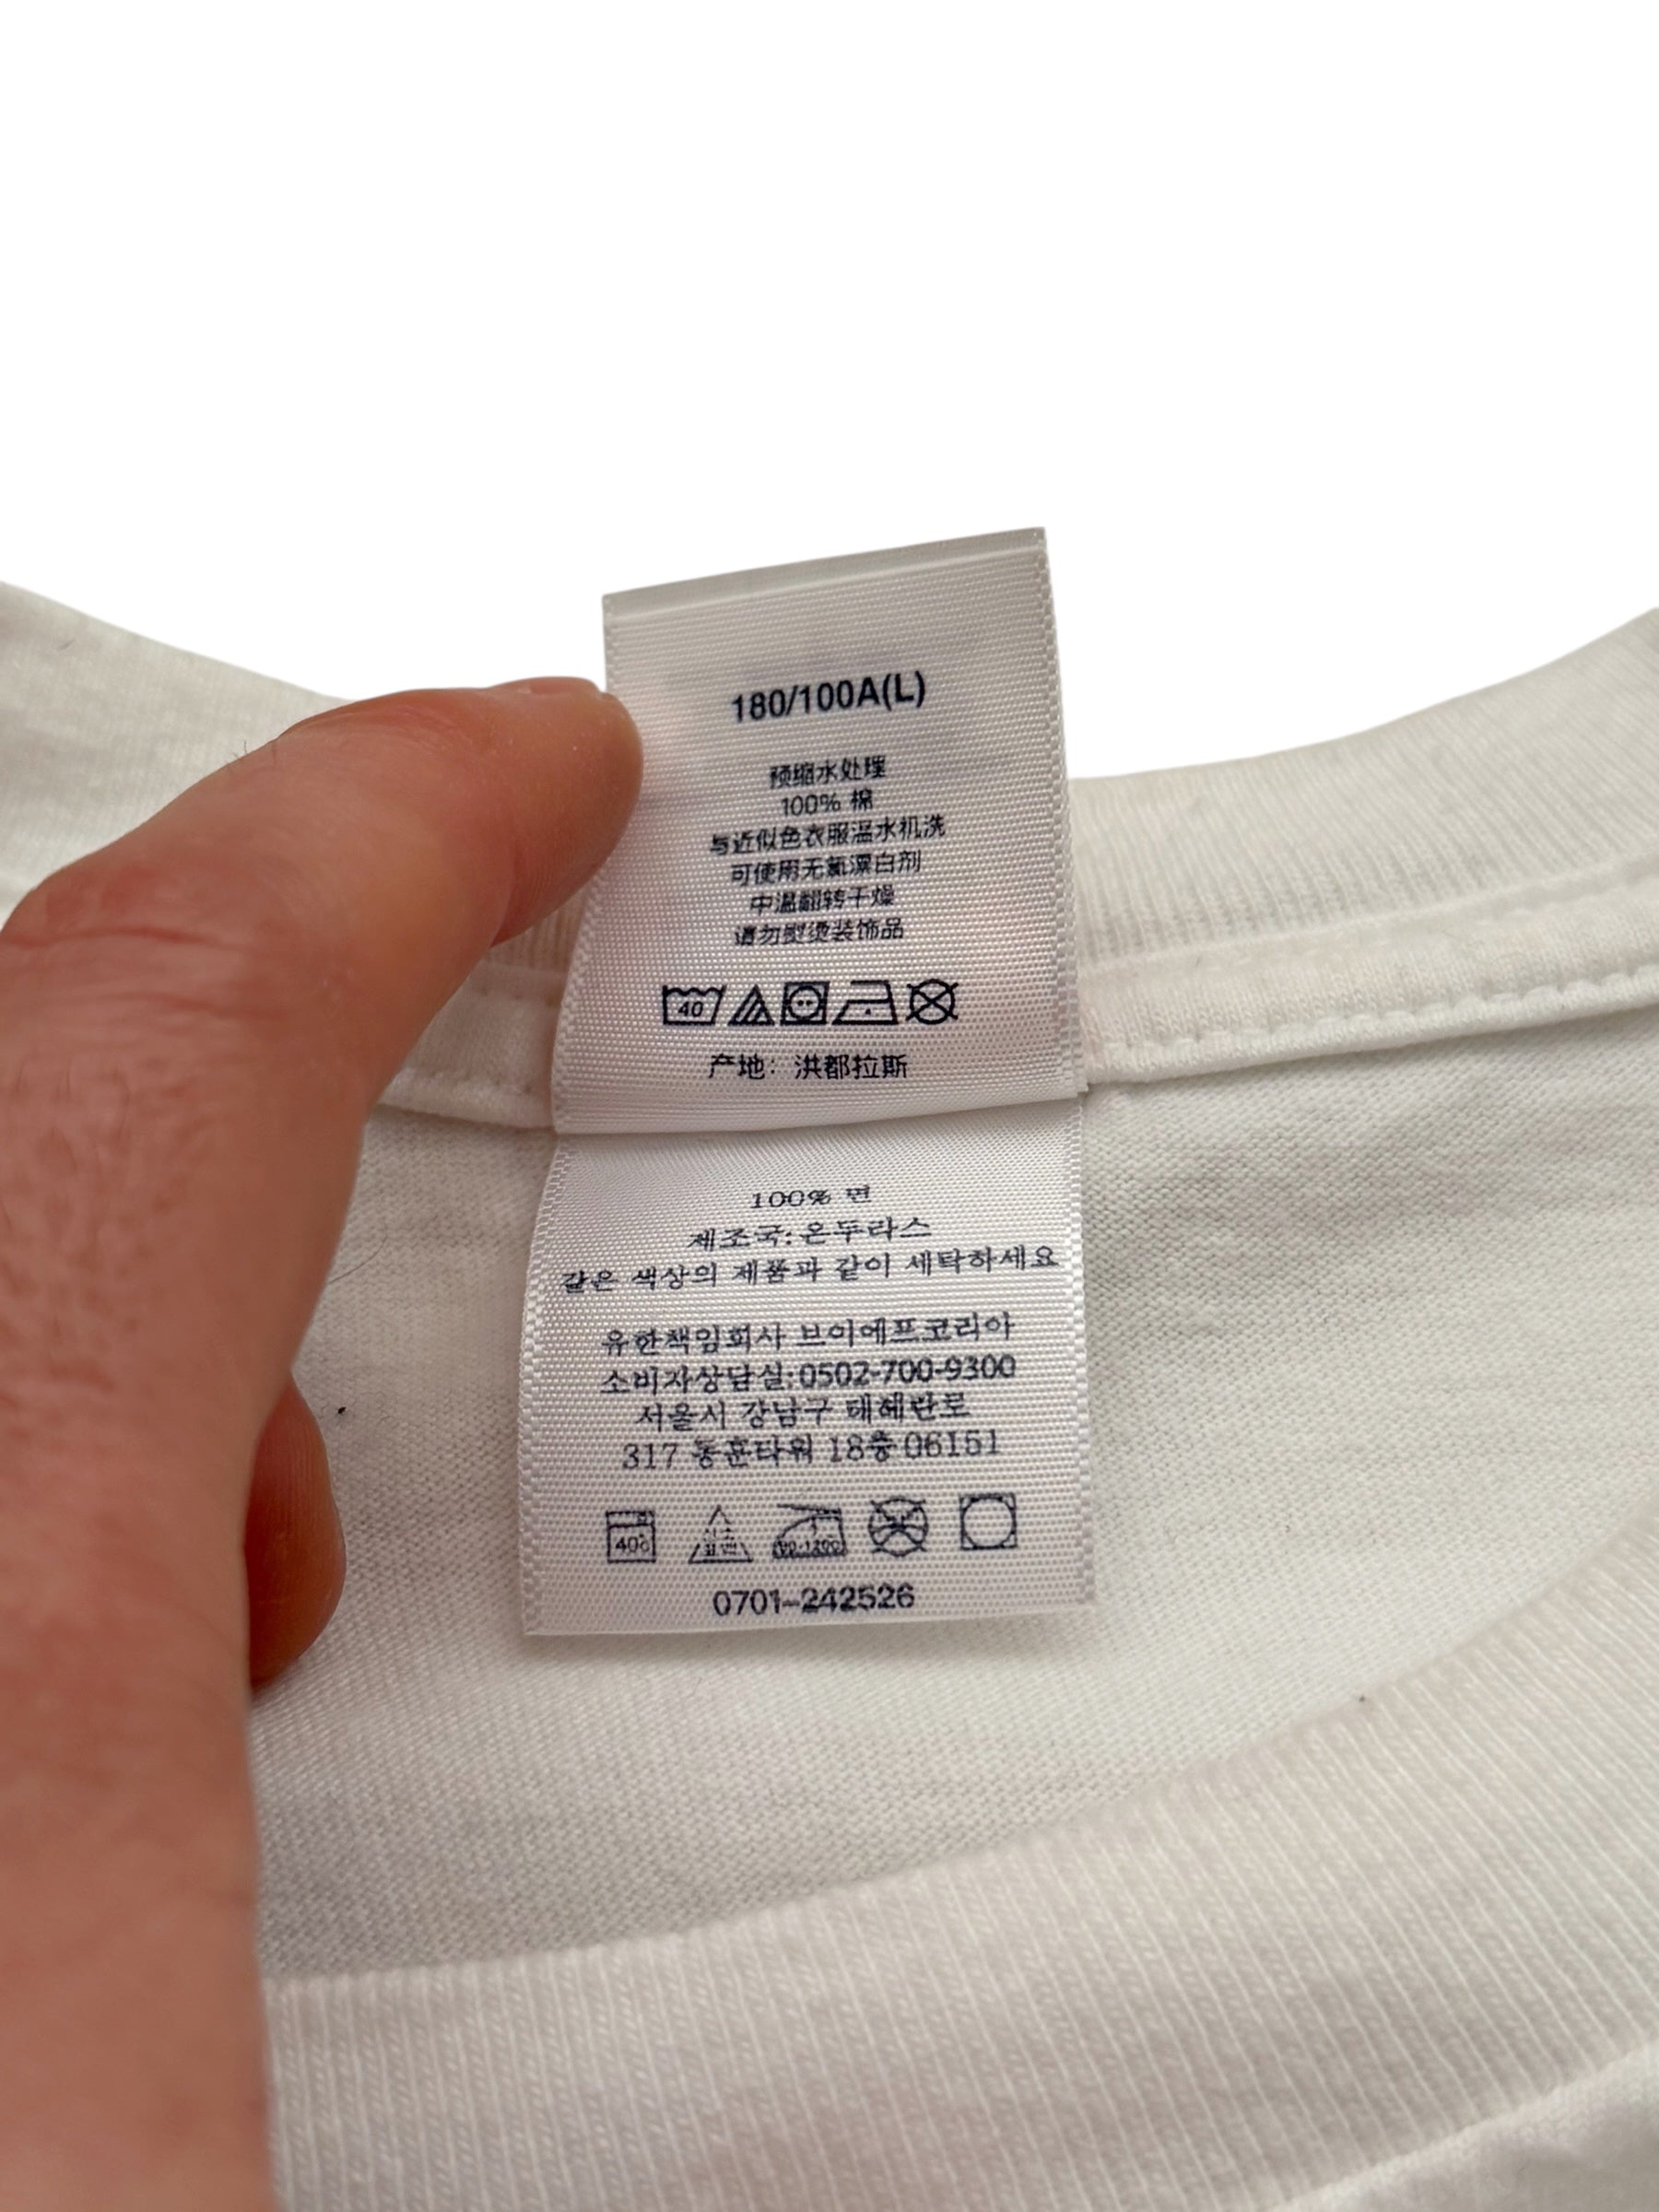 180/100A(L)
预缩水处理
100% 棉
与近似色衣服温水机洗
可使用无氯漂白剂
中温翻转干燥
请勿熨烫装饰品
40
产地：洪都拉斯
100% 면
제조국:온두라스
같은 색상의 제품과 같이 세탁하세요
유한책임회사 브이에프코리아
소비자상담실:0502-700-9300
서울시 강남구 테헤란로
317 동훈타워 18층 06151
40c
0701-242526